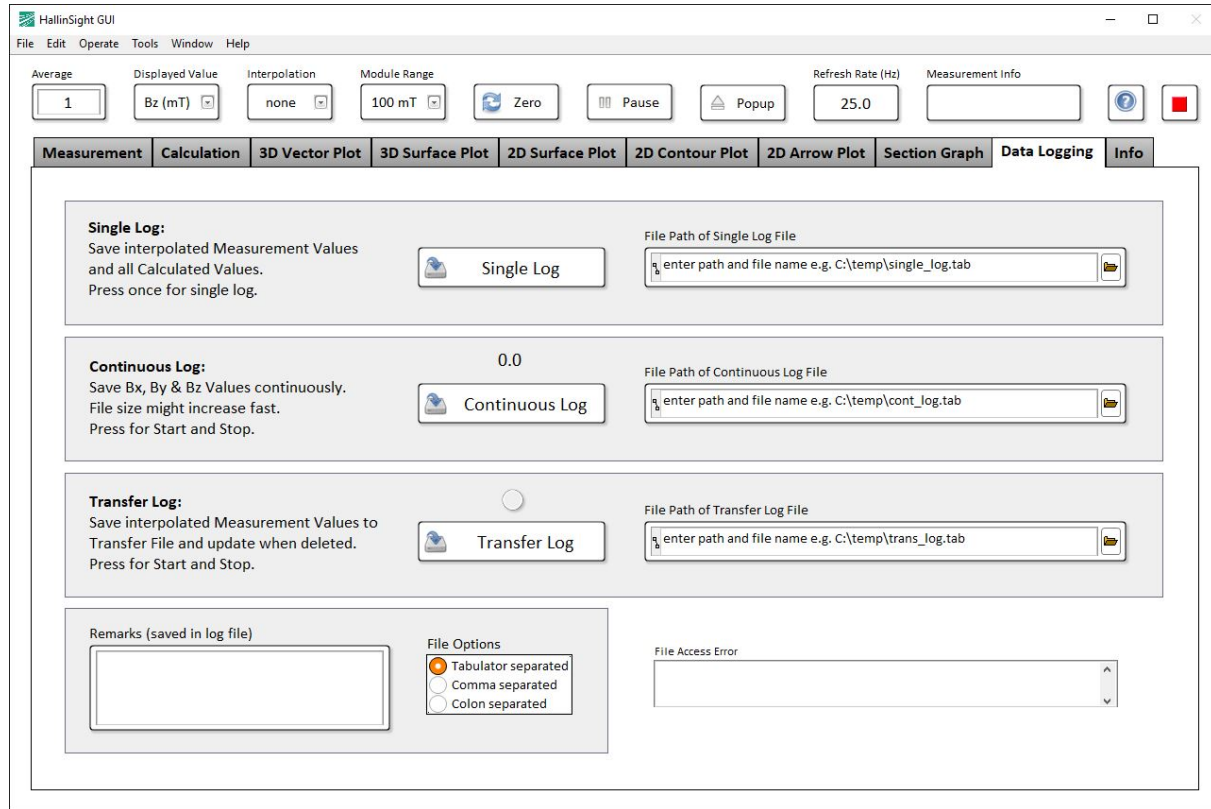 HallinSight GUI
File Edit Operate Tools Window Help
Average Displayed Value Interpolation Module Range Refresh Rate (Hz) Measurement Info
1 Bz (mT) none 100 mT Zero Pause Popup 25.0
Measurement Calculation 3D Vector Plot 3D Surface Plot 2D Surface Plot 2D Contour Plot 2D Arrow Plot Section Graph Data Logging Info
Single Log:
Save interpolated Measurement Values
and all Calculated Values.
Press once for single log.
Single Log
File Path of Single Log File
enter path and file name e.g. C:\temp\single_log.tab
Continuous Log:
Save Bx, By & Bz Values continuously.
File size might increase fast.
Press for Start and Stop.
0.0
Continuous Log
File Path of Continuous Log File
enter path and file name e.g. C:\temp\cont_log.tab
Transfer Log:
Save interpolated Measurement Values to
Transfer File and update when deleted.
Press for Start and Stop.
Transfer Log
File Path of Transfer Log File
enter path and file name e.g. C:\temp\trans_log.tab
Remarks (saved in log file)
File Options
Tabulator separated
Comma separated
Colon separated
File Access Error